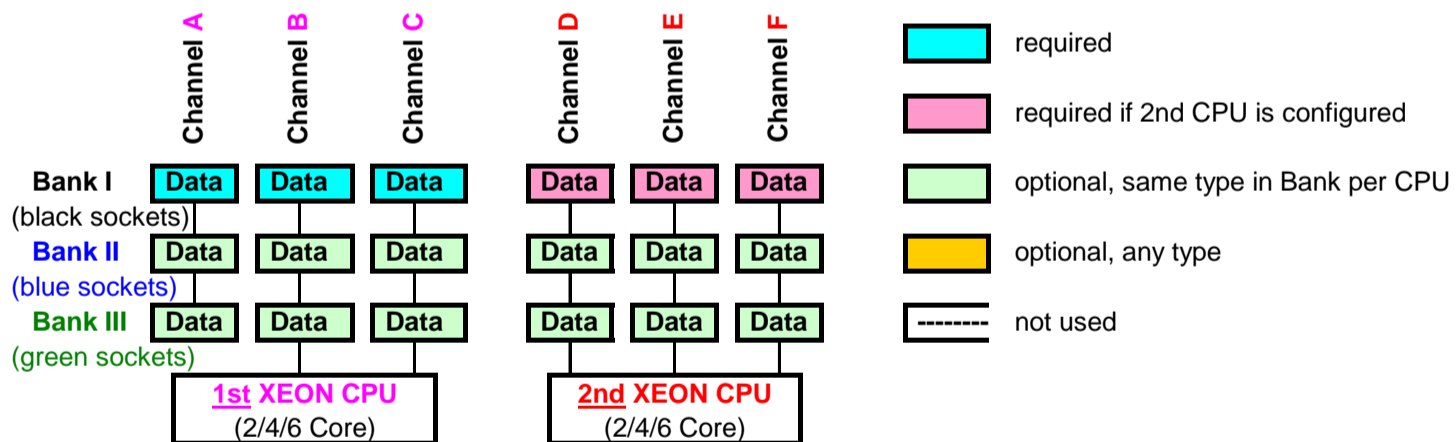 Channel A
Channel B
Channel C
Channel D
Channel E
Channel F
required
required if 2nd CPU is configured
Bank I Data Data Data Data Data Data
optional, same type in Bank per CPU
(black sockets)
Bank II Data Data Data Data Data Data
optional, any type
(blue sockets)
Bank III Data Data Data Data Data Data
not used
(green sockets)
1st XEON CPU
(2/4/6 Core)
2nd XEON CPU
(2/4/6 Core)